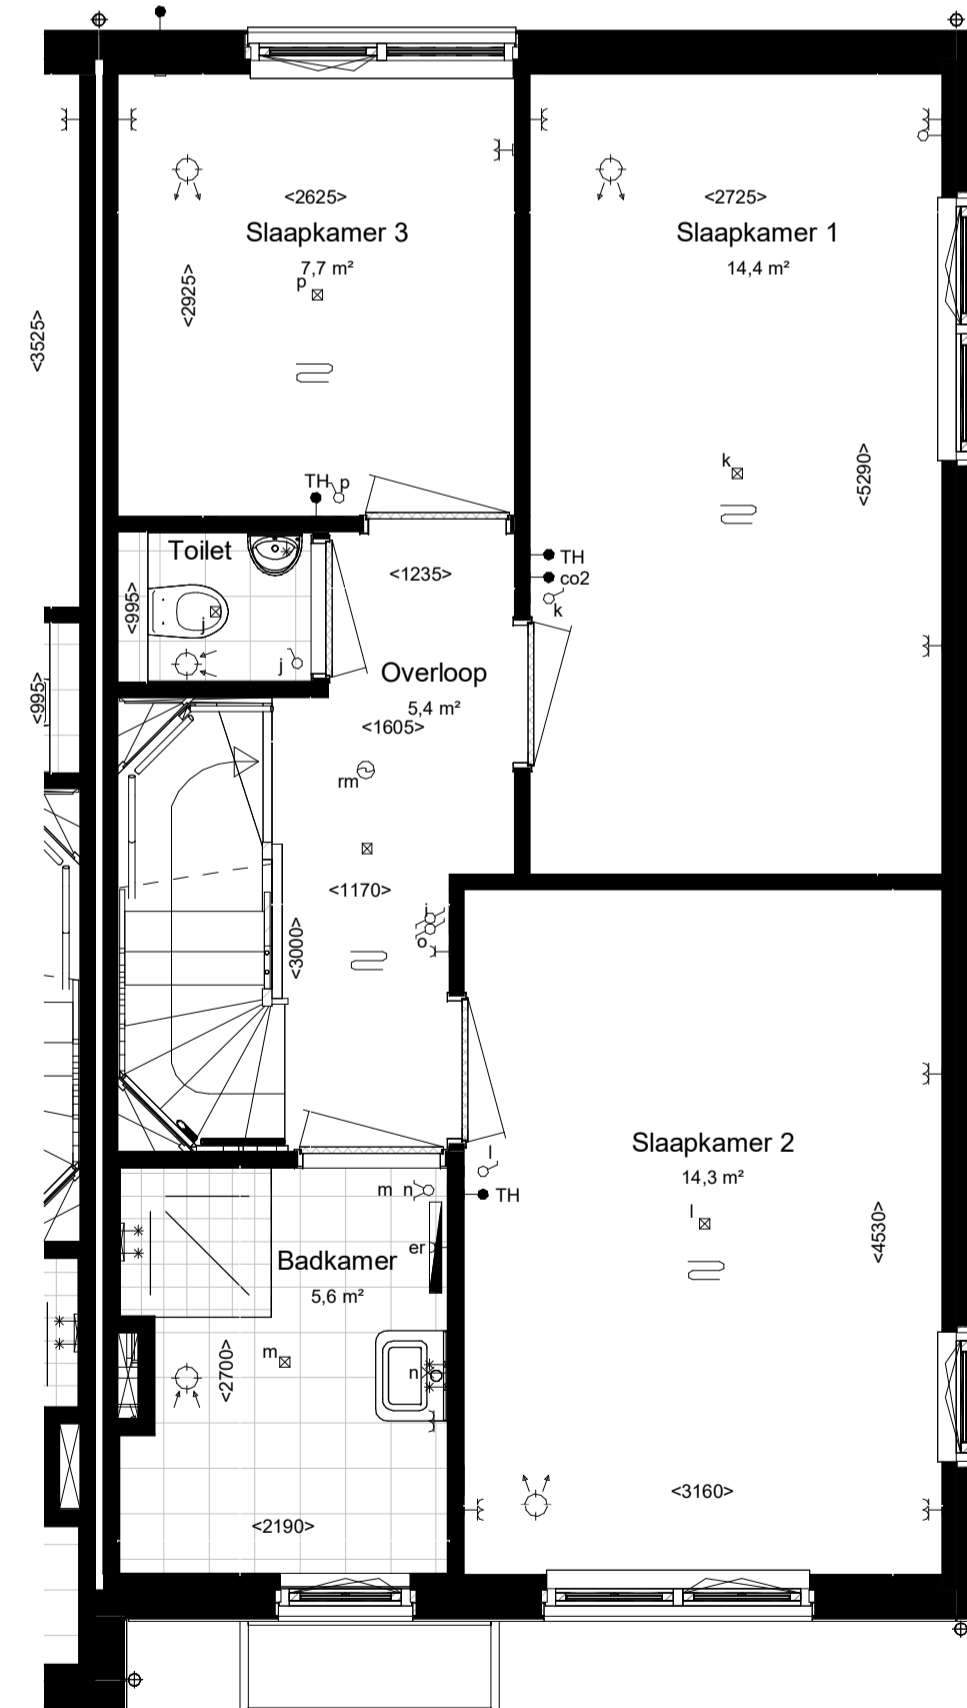 <2625>
Slaapkamer 3
7,7 m²
p
<2925>
<3525>
TH p
<2725>
Slaapkamer 1
14,4 m²
k
<5290>
TH
co2
k
Toilet
<995>
j
j
<995>
<1235>
Overloop
5,4 m²
<1605>
rm
<1170>
<3000>
j
o
Slaapkamer 2
14,3 m²
l
l
TH
<4530>
<3160>
m n
er
Badkamer
5,6 m²
m
n
<2700>
<2190>